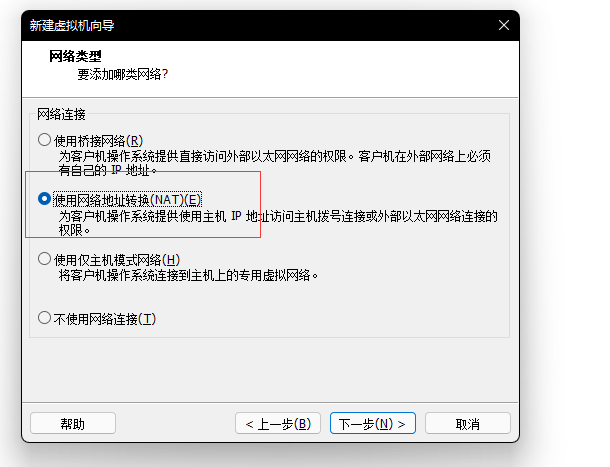 新建虚拟机向导
网络类型
要添加哪类网络?
网络连接
使用桥接网络(R)
为客户机操作系统提供直接访问外部以太网网络的权限。客户机在外部网络上必须
有自己的 IP 地址。
使用网络地址转换(NAT)(E)
为客户机操作系统提供使用主机 IP 地址访问主机拨号连接或外部以太网网络连接的
权限。
使用仅主机模式网络(H)
将客户机操作系统连接到主机上的专用虚拟网络。
不使用网络连接(T)
帮助
< 上一步(B)
下一步(N) >
取消